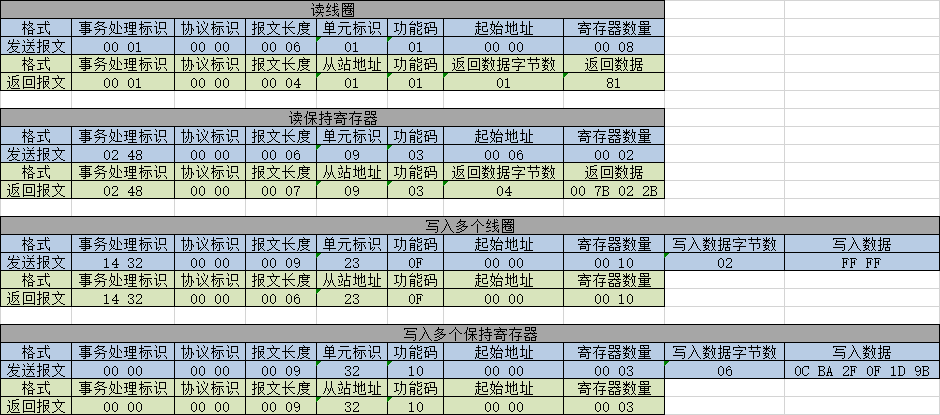 读线圈
格式 事务处理标识 协议标识 报文长度 单元标识 功能码 起始地址 寄存器数量
发送报文 00 01 00 00 00 06 01 01 00 00 00 08
格式 事务处理标识 协议标识 报文长度 从站地址 功能码 返回数据字节数 返回数据
返回报文 00 01 00 00 00 04 01 01 01 81
读保持寄存器
格式 事务处理标识 协议标识 报文长度 单元标识 功能码 起始地址 寄存器数量
发送报文 02 48 00 00 00 06 09 03 00 06 00 02
格式 事务处理标识 协议标识 报文长度 从站地址 功能码 返回数据字节数 返回数据
返回报文 02 48 00 00 00 07 09 03 04 00 7B 02 2B
写入多个线圈
格式 事务处理标识 协议标识 报文长度 单元标识 功能码 起始地址 寄存器数量 写入数据字节数 写入数据
发送报文 14 32 00 00 00 09 23 0F 00 00 00 10 02 FF FF
格式 事务处理标识 协议标识 报文长度 从站地址 功能码 起始地址 寄存器数量
返回报文 14 32 00 00 00 06 23 0F 00 00 00 10
写入多个保持寄存器
格式 事务处理标识 协议标识 报文长度 单元标识 功能码 起始地址 寄存器数量 写入数据字节数 写入数据
发送报文 00 00 00 00 00 09 32 10 00 00 00 03 06 0C BA 2F 0F 1D 9B
格式 事务处理标识 协议标识 报文长度 从站地址 功能码 起始地址 寄存器数量
返回报文 00 00 00 00 00 09 32 10 00 00 00 03